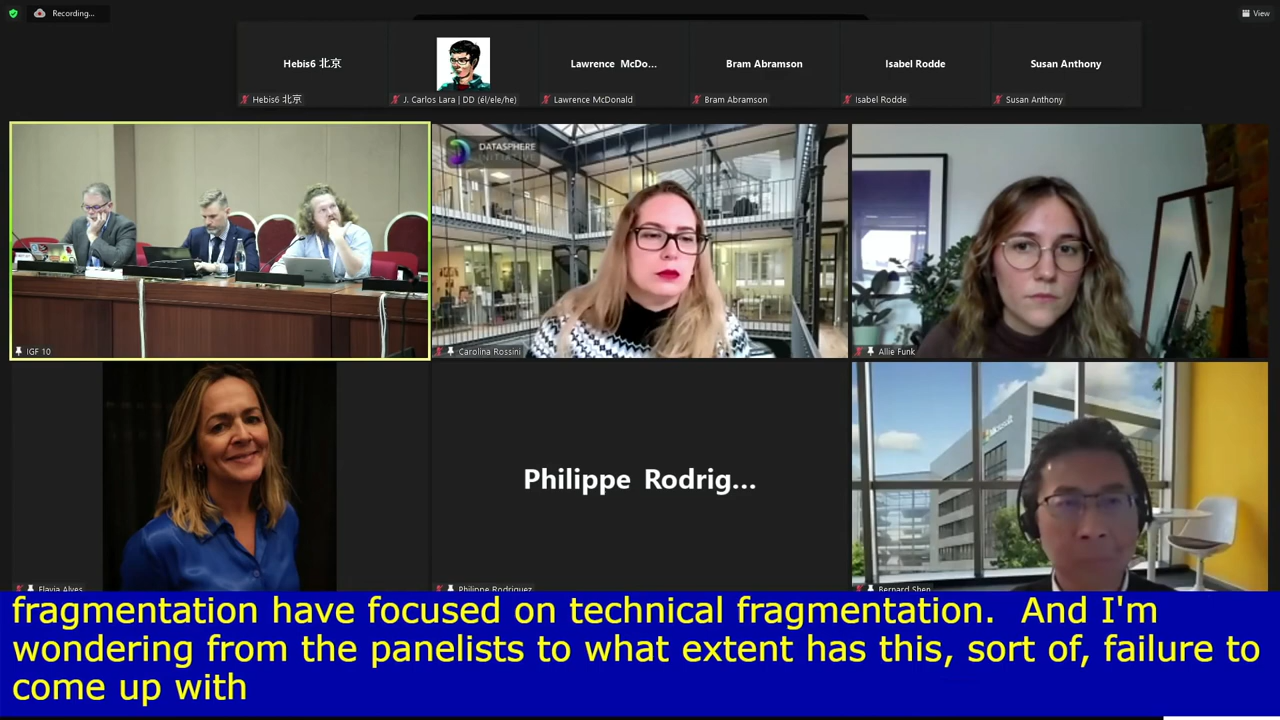 Recording...
View
Hebis6 北京
Lawrence McDo...
Bram Abramson
Isabel Rodde
Susan Anthony
Hebis6 北京
J. Carlos Lara | DD (él/ele/he)
Lawrence McDonald
Bram Abramson
Isabel Rodde
Susan Anthony
DATASPHERE
INITIATIVE
IGF 10
Carolina Rossini
Allie Funk
Microsoft
Philippe Rodrig...
Flavia Alves
Philippe Rodriguez
Bernard Shen
fragmentation have focused on technical fragmentation. And I'm
wondering from the panelists to what extent has this, sort of, failure to
come up with